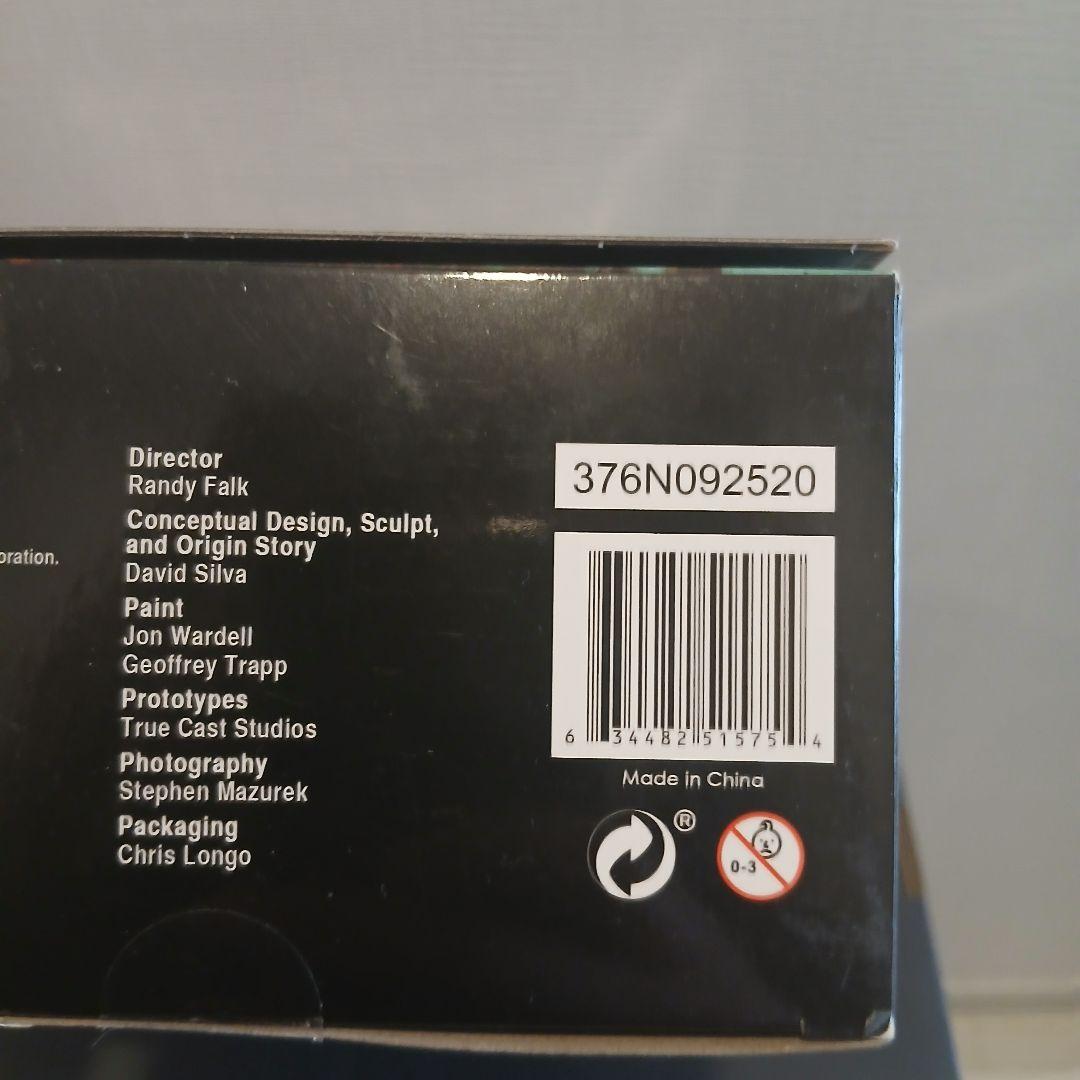 oration.
Director
Randy Falk
Conceptual Design, Sculpt,
and Origin Story
David Silva
Paint
Jon Wardell
Geoffrey Trapp
Prototypes
True Cast Studios
Photography
Stephen Mazurek
Packaging
Chris Longo
376N092520
6 34482 51575 4
Made in China
®
0-3